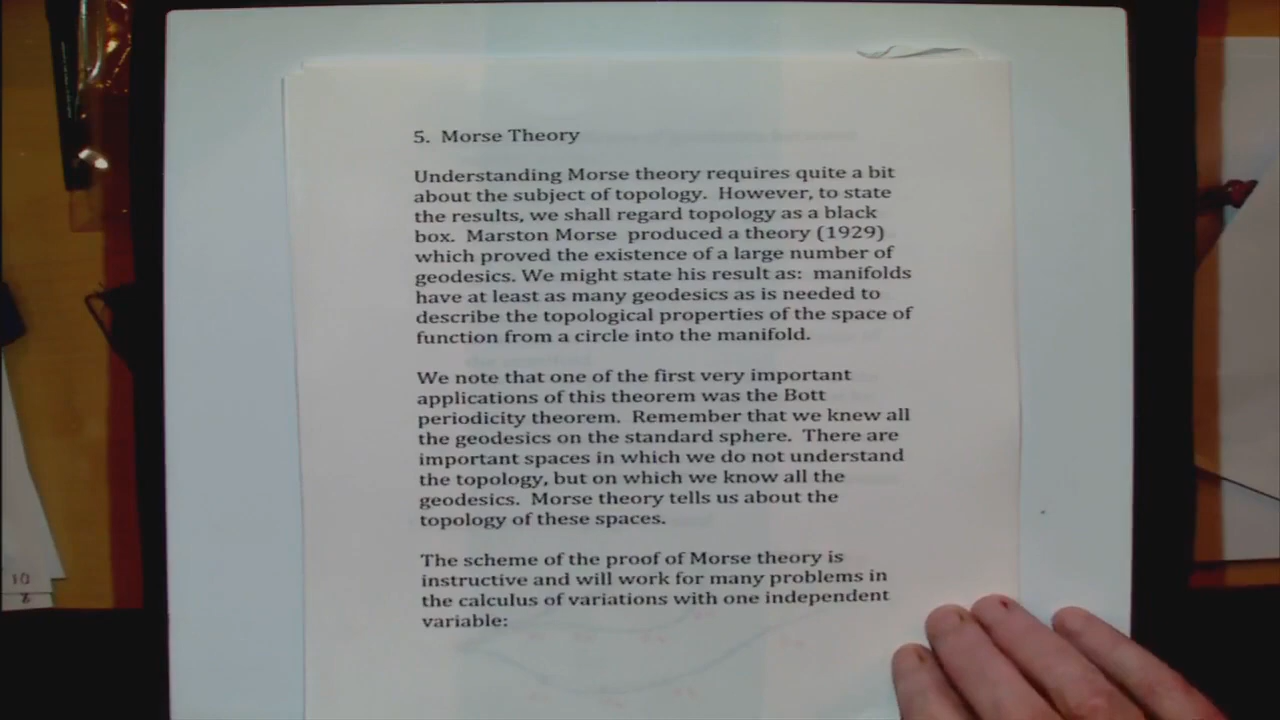 5. Morse Theory
Understanding Morse theory requires quite a bit
about the subject of topology. However, to state
the results, we shall regard topology as a black
box. Marston Morse produced a theory (1929)
which proved the existence of a large number of
geodesics. We might state his result as: manifolds
have at least as many geodesics as is needed to
describe the topological properties of the space of
function from a circle into the manifold.
We note that one of the first very important
applications of this theorem was the Bott
periodicity theorem. Remember that we knew all
the geodesics on the standard sphere. There are
important spaces in which we do not understand
the topology, but on which we know all the
geodesics. Morse theory tells us about the
topology of these spaces.
The scheme of the proof of Morse theory is
instructive and will work for many problems in
the calculus of variations with one independent
variable:
10